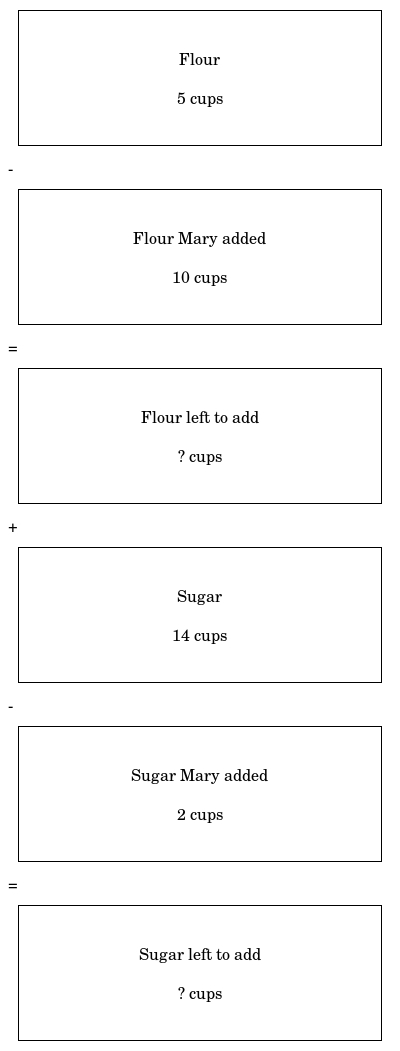 Flour
5 cups
-
Flour Mary added
10 cups
=
Flour left to add
? cups
+
Sugar
14 cups
-
Sugar Mary added
2 cups
=
Sugar left to add
? cups